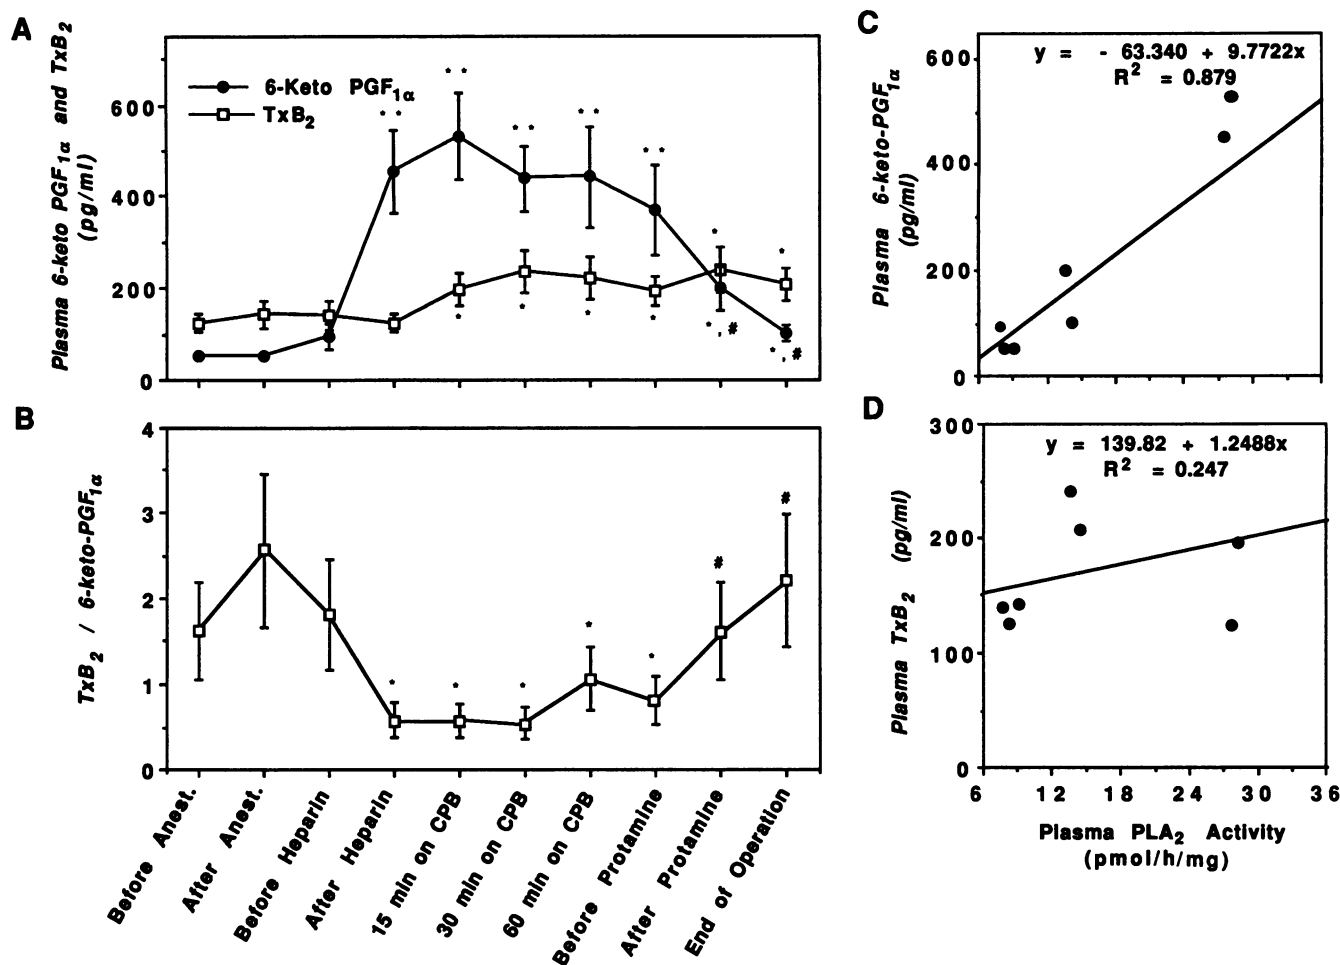 A
Plasma 6-keto PGF1α and TxB2
(pg/ml)
600
400
200
0
6-Keto PGF1α
TxB2
* *
* *
* *
* *
* *
*
*
*
*
*
*
*, #
*, #
B
TxB2 / 6-keto-PGF1α
4
3
2
1
0
*
*
*
*
*
#
#
Before Anest.
After Anest.
Before Heparin
After Heparin
15 min on CPB
30 min on CPB
60 min on CPB
Before Protamine
After Protamine
End of Operation
C
Plasma 6-keto-PGF1α
(pg/ml)
600
400
200
0
y = - 63.340 + 9.7722x
R² = 0.879
D
Plasma TxB2 (pg/ml)
300
200
100
0
y = 139.82 + 1.2488x
R² = 0.247
6 12 18 24 30 36
Plasma PLA2 Activity
(pmol/h/mg)